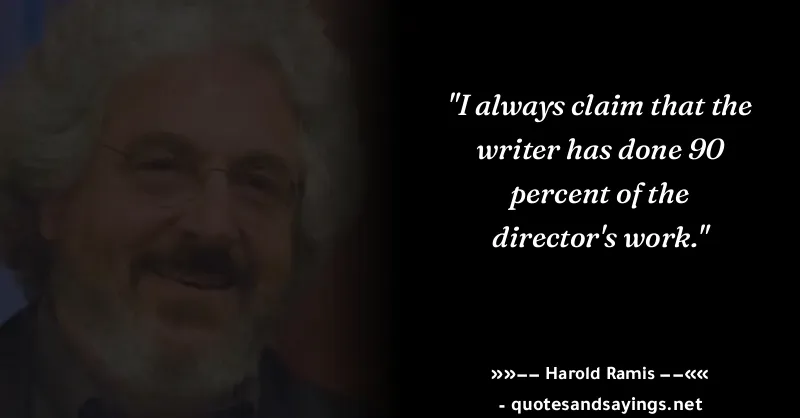 "I always claim that the
writer has done 90
percent of the
director's work."
»»−− Harold Ramis −−««
- quotesandsayings.net